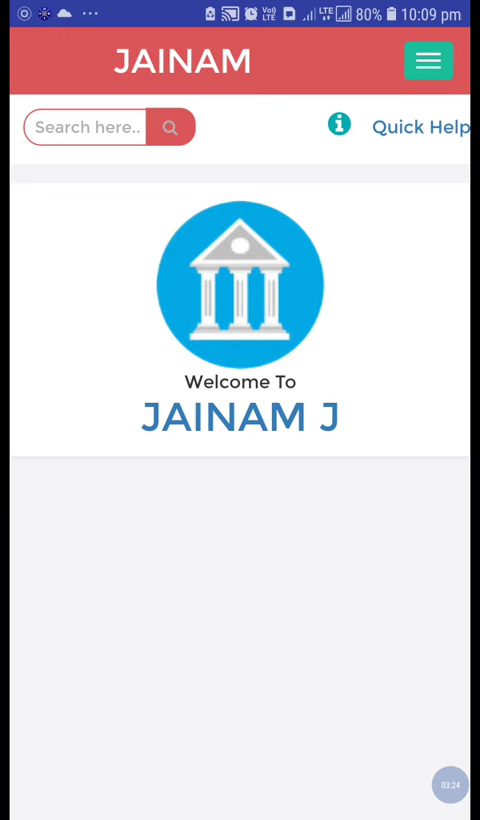 80% 10:09 pm
JAINAM
Search here..
Quick Help
Welcome To
JAINAM J
03:24